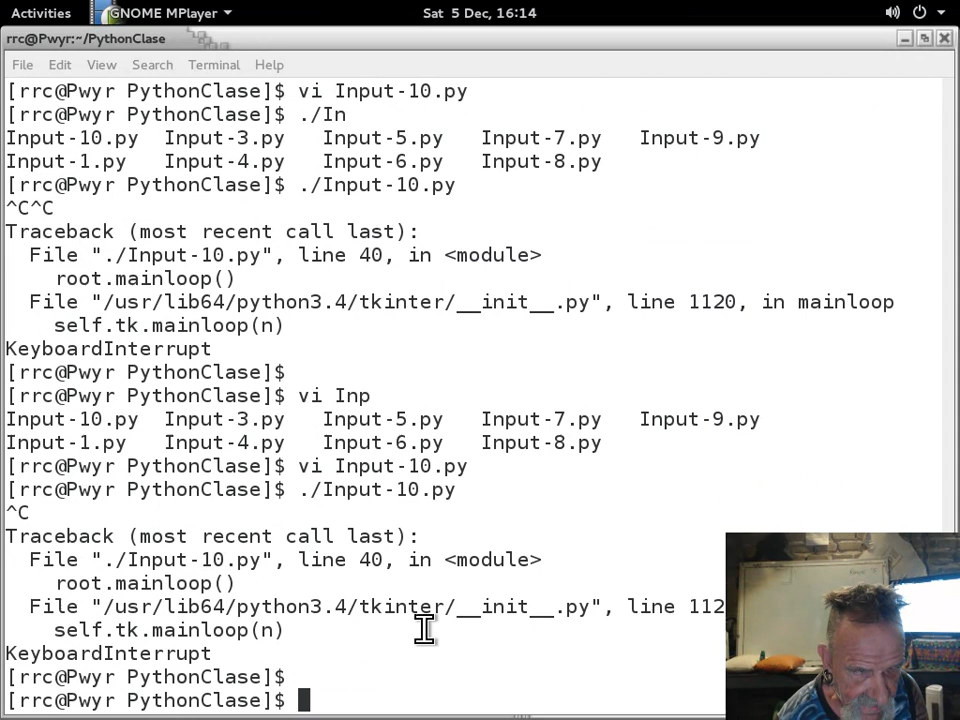 Activities GNOME MPlayer Sat 5 Dec, 16:14
rrc@Pwyr:~/PythonClase
File Edit View Search Terminal Help
[rrc@Pwyr PythonClase]$ vi Input-10.py
[rrc@Pwyr PythonClase]$ ./In
Input-10.py Input-3.py Input-5.py Input-7.py Input-9.py
Input-1.py Input-4.py Input-6.py Input-8.py
[rrc@Pwyr PythonClase]$ ./Input-10.py
^C^C
Traceback (most recent call last):
File "./Input-10.py", line 40, in <module>
root.mainloop()
File "/usr/lib64/python3.4/tkinter/__init__.py", line 1120, in mainloop
self.tk.mainloop(n)
KeyboardInterrupt
[rrc@Pwyr PythonClase]$
[rrc@Pwyr PythonClase]$ vi Inp
Input-10.py Input-3.py Input-5.py Input-7.py Input-9.py
Input-1.py Input-4.py Input-6.py Input-8.py
[rrc@Pwyr PythonClase]$ vi Input-10.py
[rrc@Pwyr PythonClase]$ ./Input-10.py
^C
Traceback (most recent call last):
File "./Input-10.py", line 40, in <module>
root.mainloop()
File "/usr/lib64/python3.4/tkinter/__init__.py", line 112
self.tk.mainloop(n)
KeyboardInterrupt
[rrc@Pwyr PythonClase]$
[rrc@Pwyr PythonClase]$